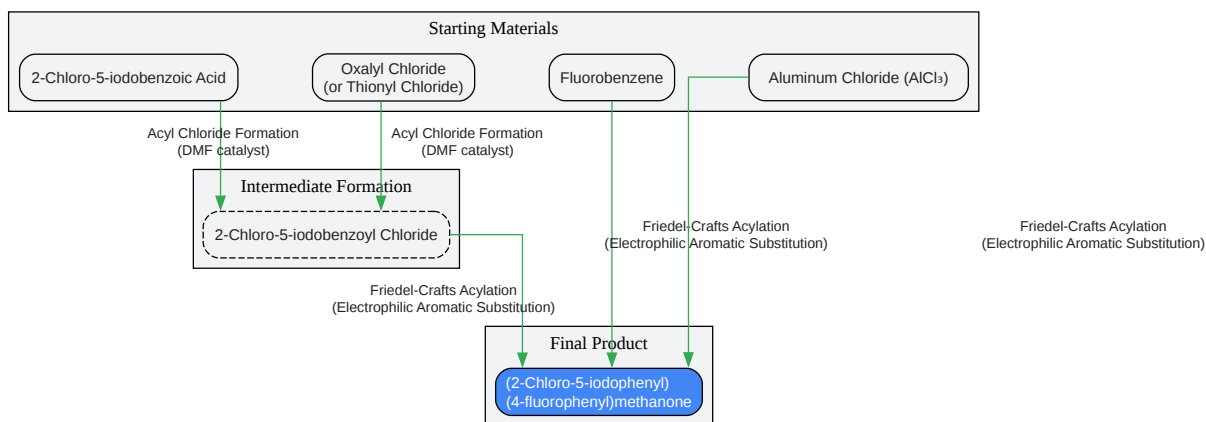 Starting Materials
2-Chloro-5-iodobenzoic Acid
Oxalyl Chloride
(or Thionyl Chloride)
Fluorobenzene
Aluminum Chloride (AlCl₃)
Acyl Chloride Formation
(DMF catalyst)
Acyl Chloride Formation
(DMF catalyst)
Intermediate Formation
2-Chloro-5-iodobenzoyl Chloride
Friedel-Crafts Acylation
(Electrophilic Aromatic Substitution)
Friedel-Crafts Acylation
(Electrophilic Aromatic Substitution)
Friedel-Crafts Acylation
(Electrophilic Aromatic Substitution)
Final Product
(2-Chloro-5-iodophenyl)
(4-fluorophenyl)methanone